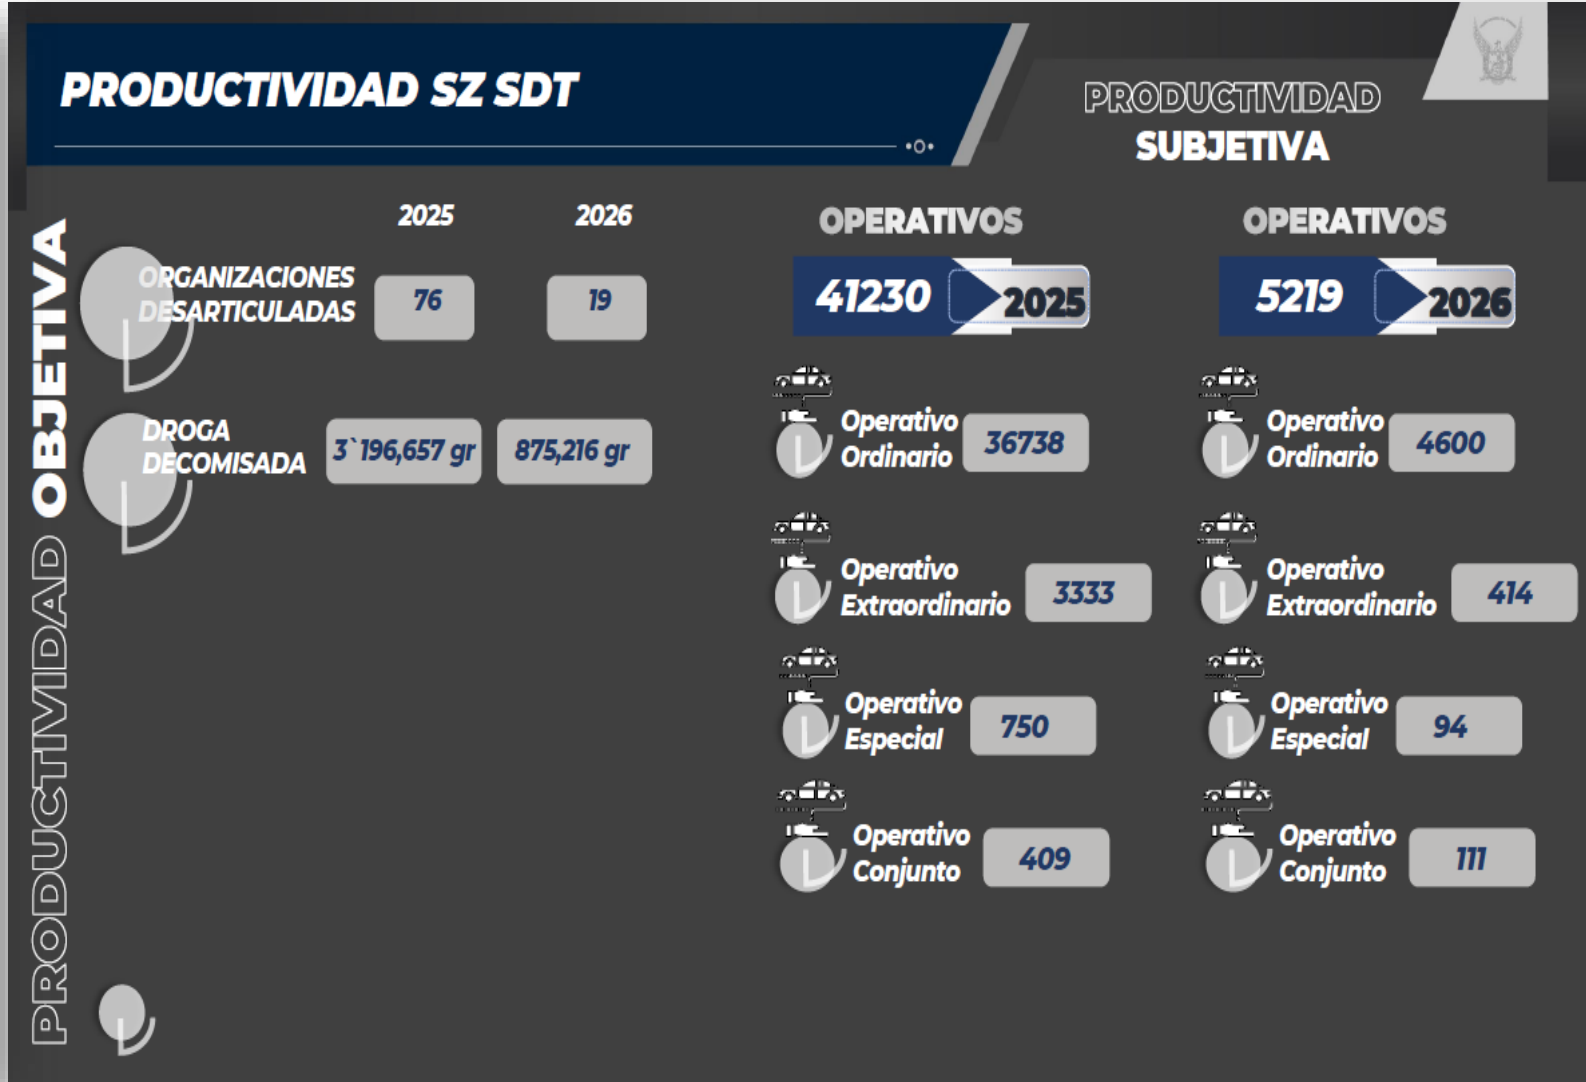 PRODUCTIVIDAD SZ SDT
PRODUCTIVIDAD
SUBJETIVA
PRODUCTIVIDAD OBJETIVA
2025
2026
ORGANIZACIONES
DESARTICULADAS
76
19
DROGA
DECOMISADA
3`196,657 gr
875,216 gr
OPERATIVOS
41230
2025
Operativo
Ordinario
36738
Operativo
Extraordinario
3333
Operativo
Especial
750
Operativo
Conjunto
409
OPERATIVOS
5219
2026
Operativo
Ordinario
4600
Operativo
Extraordinario
414
Operativo
Especial
94
Operativo
Conjunto
111